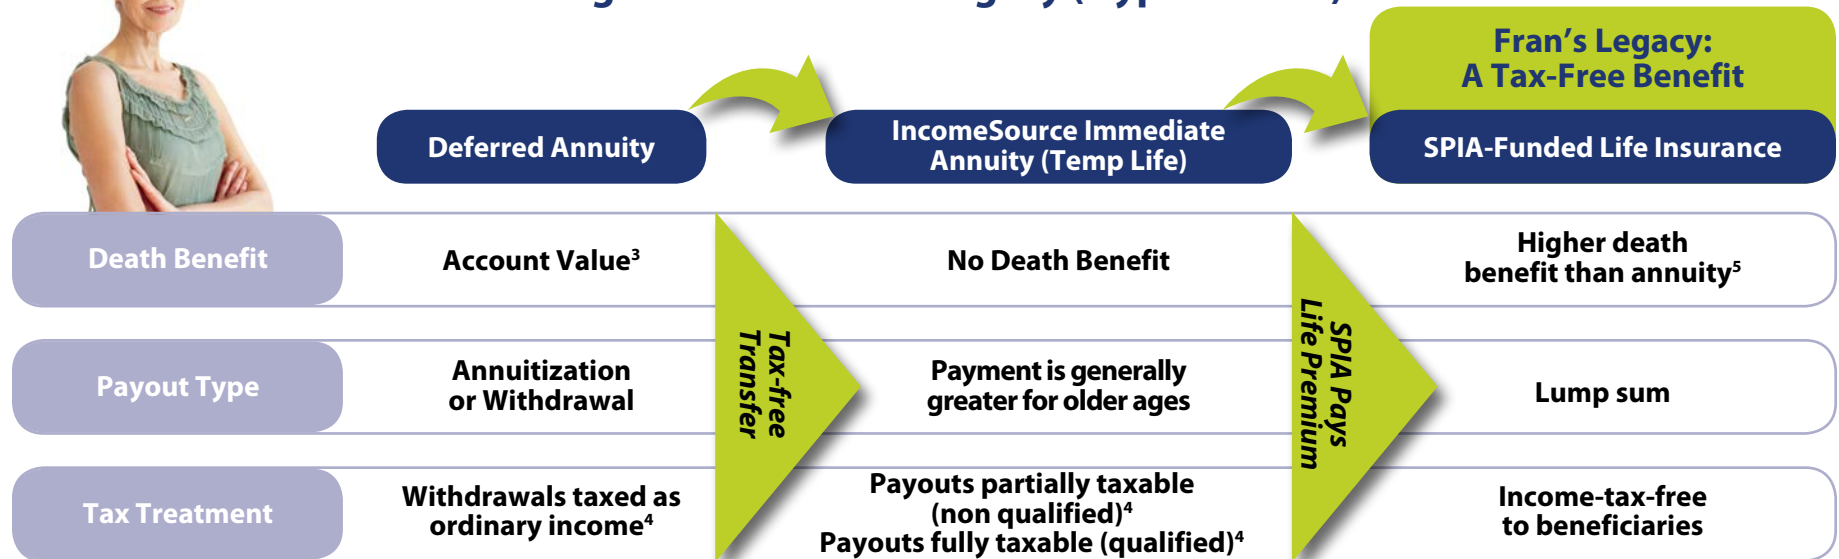 Fran's Legacy:
A Tax-Free Benefit
Deferred Annuity
IncomeSource Immediate
Annuity (Temp Life)
SPIA-Funded Life Insurance
Death Benefit
Account Value³
No Death Benefit
Higher death
benefit than annuity⁵
Tax-free
Transfer
SPIA Pays
Life Premium
Payout Type
Annuitization
or Withdrawal
Payment is generally
greater for older ages
Lump sum
Tax Treatment
Withdrawals taxed as
ordinary income⁴
Payouts partially taxable
(non qualified)⁴
Payouts fully taxable (qualified)⁴
Income-tax-free
to beneficiaries